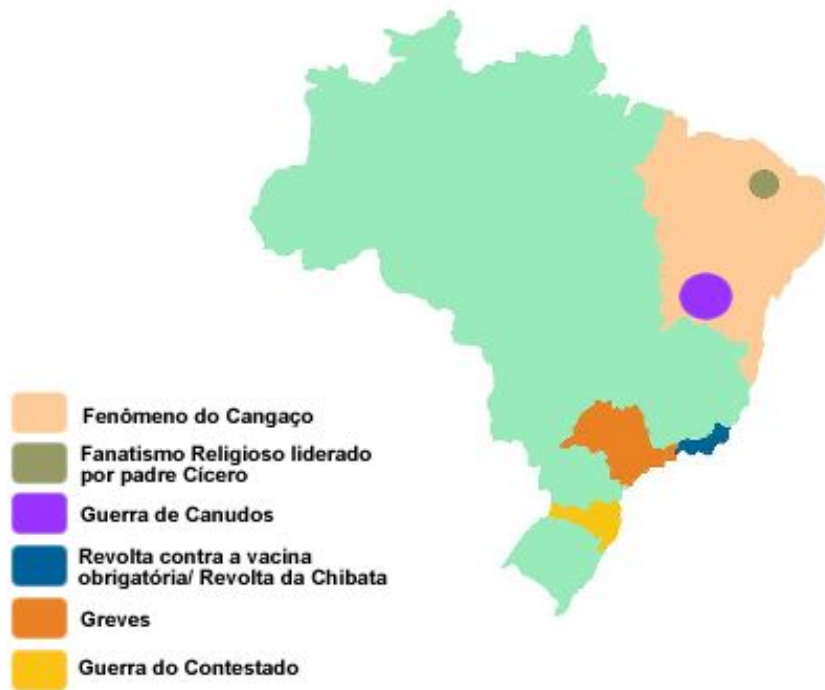 Fenômeno do Cangaço
Fanatismo Religioso liderado
por padre Cícero
Guerra de Canudos
Revolta contra a vacina
obrigatória/ Revolta da Chibata
Greves
Guerra do Contestado